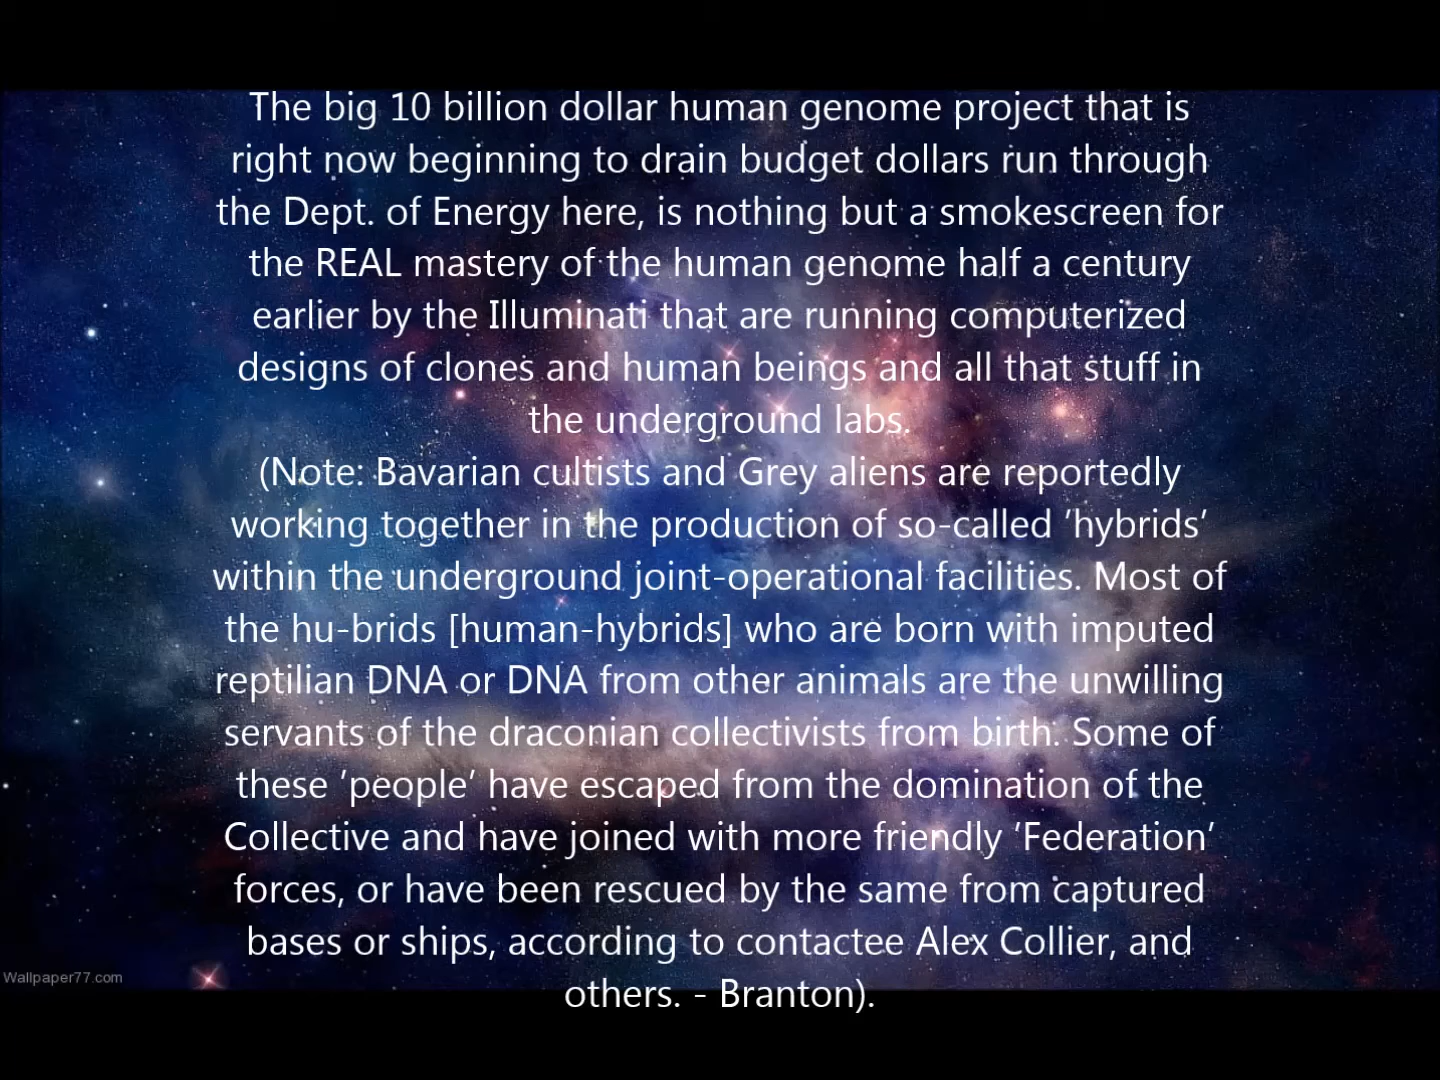 The big 10 billion dollar human genome project that is
right now beginning to drain budget dollars run through
the Dept. of Energy here, is nothing but a smokescreen for
the REAL mastery of the human genome half a century
earlier by the Illuminati that are running computerized
designs of clones and human beings and all that stuff in
the underground labs.
(Note: Bavarian cultists and Grey aliens are reportedly
working together in the production of so-called ’hybrids’
within the underground joint-operational facilities. Most of
the hu-brids [human-hybrids] who are born with imputed
reptilian DNA or DNA from other animals are the unwilling
servants of the draconian collectivists from birth. Some of
these ’people’ have escaped from the domination of the
Collective and have joined with more friendly ’Federation’
forces, or have been rescued by the same from captured
bases or ships, according to contactee Alex Collier, and
others. - Branton).
Wallpaper77.com